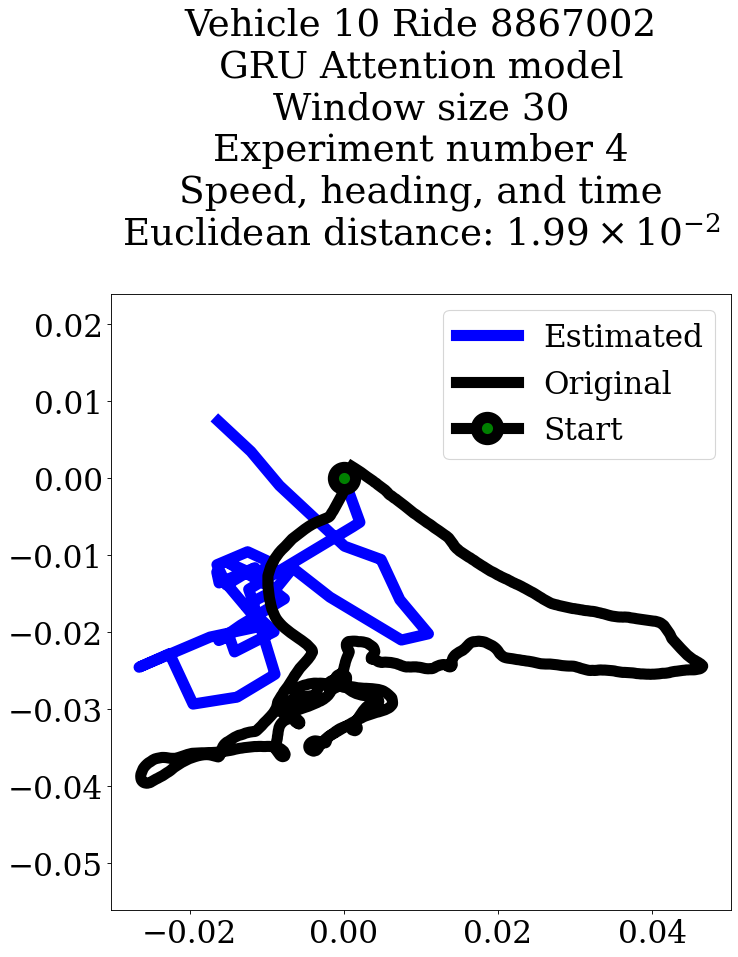 Vehicle 10 Ride 8867002
GRU Attention model
Window size 30
Experiment number 4
Speed, heading, and time
Euclidean distance: 1.99 × 10⁻²
Estimated
Original
Start
0.02
0.01
0.00
−0.01
−0.02
−0.03
−0.04
−0.05
−0.02 0.00 0.02 0.04